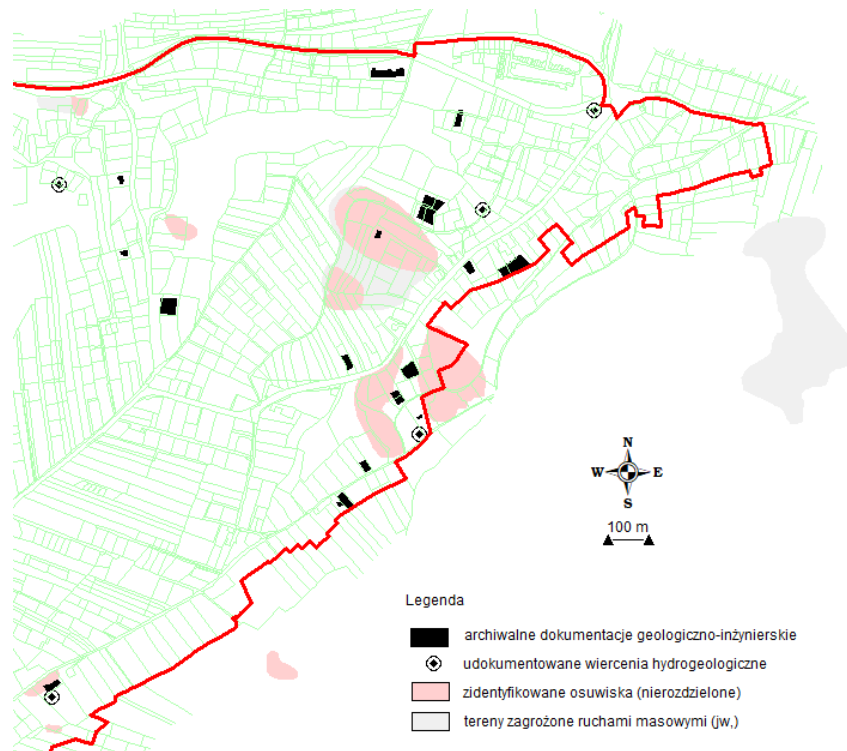 N
W E
S
100 m
Legenda
archiwalne dokumentacje geologiczno-inżynierskie
udokumentowane wiercenia hydrogeologiczne
zidentyfikowane osuwiska (nierozdzielone)
tereny zagrożone ruchami masowymi (jw,)